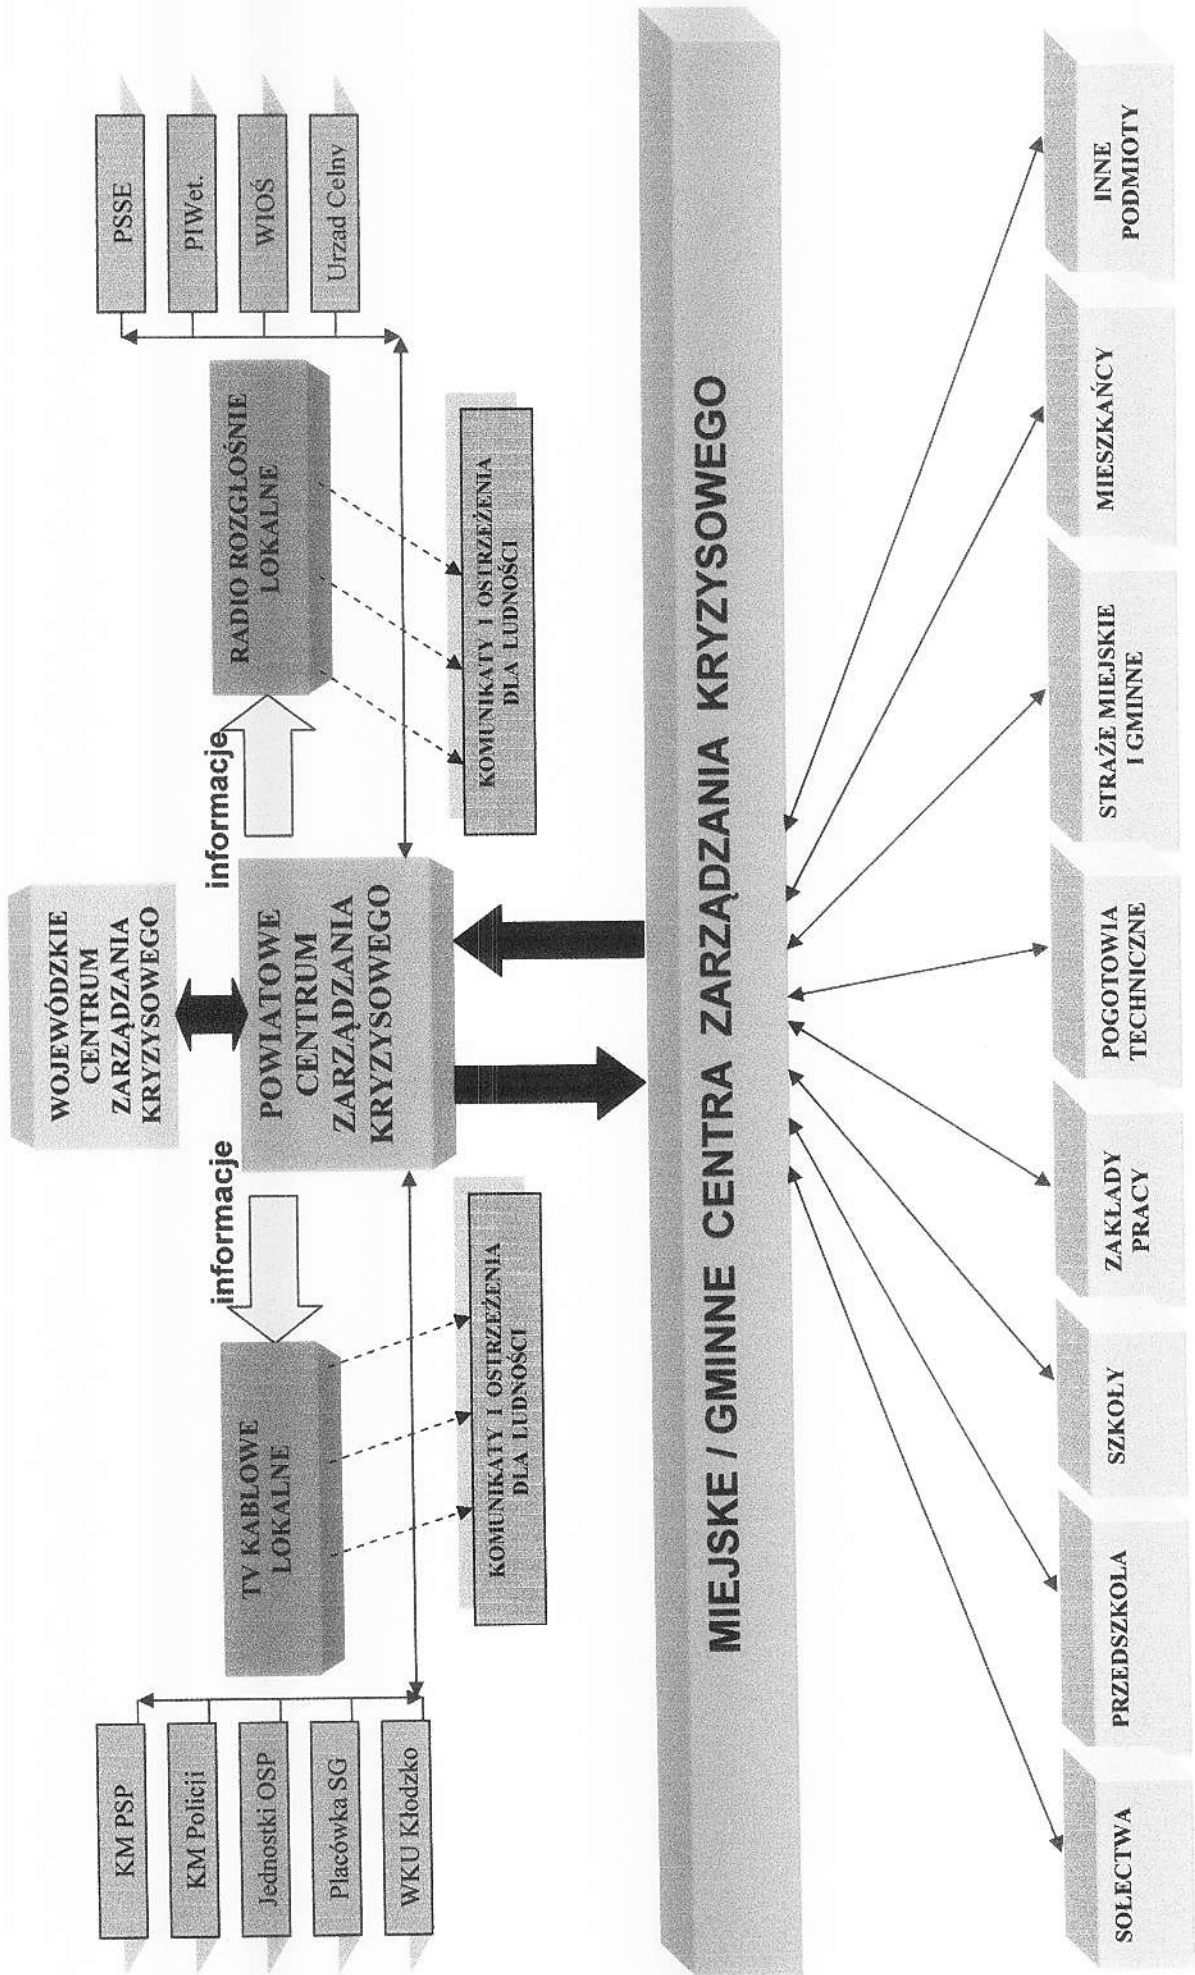 WOJEWÓDZKIE
CENTRUM
ZARZĄDZANIA
KRYZYSOWEGO
informacje
informacje
POWIATOWE
CENTRUM
ZARZĄDZANIA
KRYZYSOWEGO
KM PSP
KM Policji
Jednostki OSP
Placówka SG
WKU Kłodzko
TV KABLOWE
LOKALNE
RADIO ROZGŁOŚNIE
LOKALNE
PSSE
PIWet.
WIOŚ
Urzad Celny
KOMUNIKATY I OSTRZEŻENIA
DLA LUDNOŚCI
KOMUNIKATY I OSTRZEŻENIA
DLA LUDNOŚCI
MIEJSKE / GMINNE CENTRA ZARZĄDZANIA KRYZYSOWEGO
SOŁECTWA
PRZEDSZKOLA
SZKOŁY
ZAKŁADY
PRACY
POGOTOWIA
TECHNICZNE
STRAŻE MIEJSKIE
I GMINNE
MIESZKAŃCY
INNE
PODMIOTY